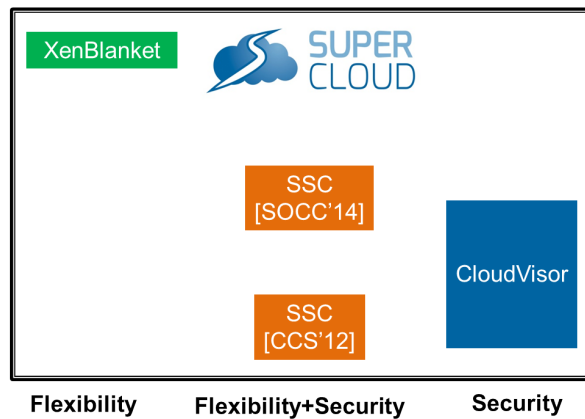 XenBlanket
SUPER
CLOUD
SSC
[SOCC'14]
CloudVisor
SSC
[CCS'12]
Flexibility
Flexibility+Security
Security